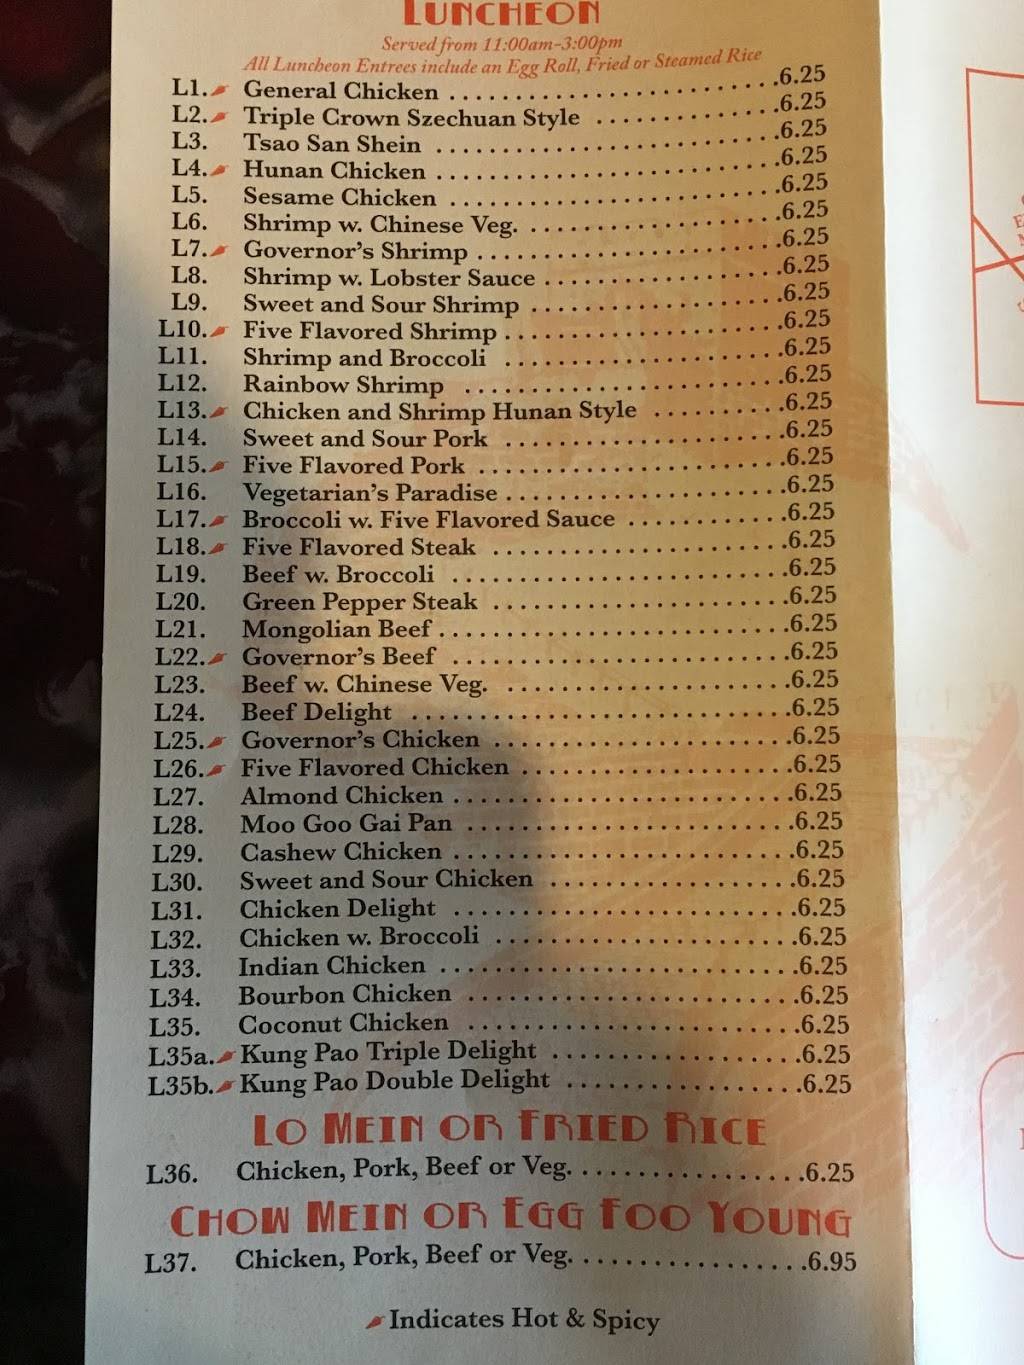 LUNCHEON
Served from 11:00am-3:00pm
All Luncheon Entrees include an Egg Roll, Fried or Steamed Rice
L1. General Chicken ........................6.25
L2. Triple Crown Szechuan Style ..............6.25
L3. Tsao San Shein ..........................6.25
L4. Hunan Chicken ..........................6.25
L5. Sesame Chicken .........................6.25
L6. Shrimp w. Chinese Veg. ...................6.25
L7. Governor's Shrimp .......................6.25
L8. Shrimp w. Lobster Sauce ..................6.25
L9. Sweet and Sour Shrimp ...................6.25
L10. Five Flavored Shrimp .....................6.25
L11. Shrimp and Broccoli .....................6.25
L12. Rainbow Shrimp ........................6.25
L13. Chicken and Shrimp Hunan Style ..........6.25
L14. Sweet and Sour Pork .....................6.25
L15. Five Flavored Pork .......................6.25
L16. Vegetarian's Paradise .....................6.25
L17. Broccoli w. Five Flavored Sauce ............6.25
L18. Five Flavored Steak ......................6.25
L19. Beef w. Broccoli .........................6.25
L20. Green Pepper Steak ......................6.25
L21. Mongolian Beef ..........................6.25
L22. Governor's Beef .........................6.25
L23. Beef w. Chinese Veg. .....................6.25
L24. Beef Delight ............................6.25
L25. Governor's Chicken ......................6.25
L26. Five Flavored Chicken ....................6.25
L27. Almond Chicken .........................6.25
L28. Moo Goo Gai Pan ........................6.25
L29. Cashew Chicken .........................6.25
L30. Sweet and Sour Chicken ..................6.25
L31. Chicken Delight .........................6.25
L32. Chicken w. Broccoli ......................6.25
L33. Indian Chicken ..........................6.25
L34. Bourbon Chicken ........................6.25
L35. Coconut Chicken ........................6.25
L35a. Kung Pao Triple Delight ..................6.25
L35b. Kung Pao Double Delight .................6.25
LO MEIN OR FRIED RICE
L36. Chicken, Pork, Beef or Veg. ................6.25
CHOW MEIN OR EGG FOO YOUNG
L37. Chicken, Pork, Beef or Veg. ................6.95
Indicates Hot & Spicy